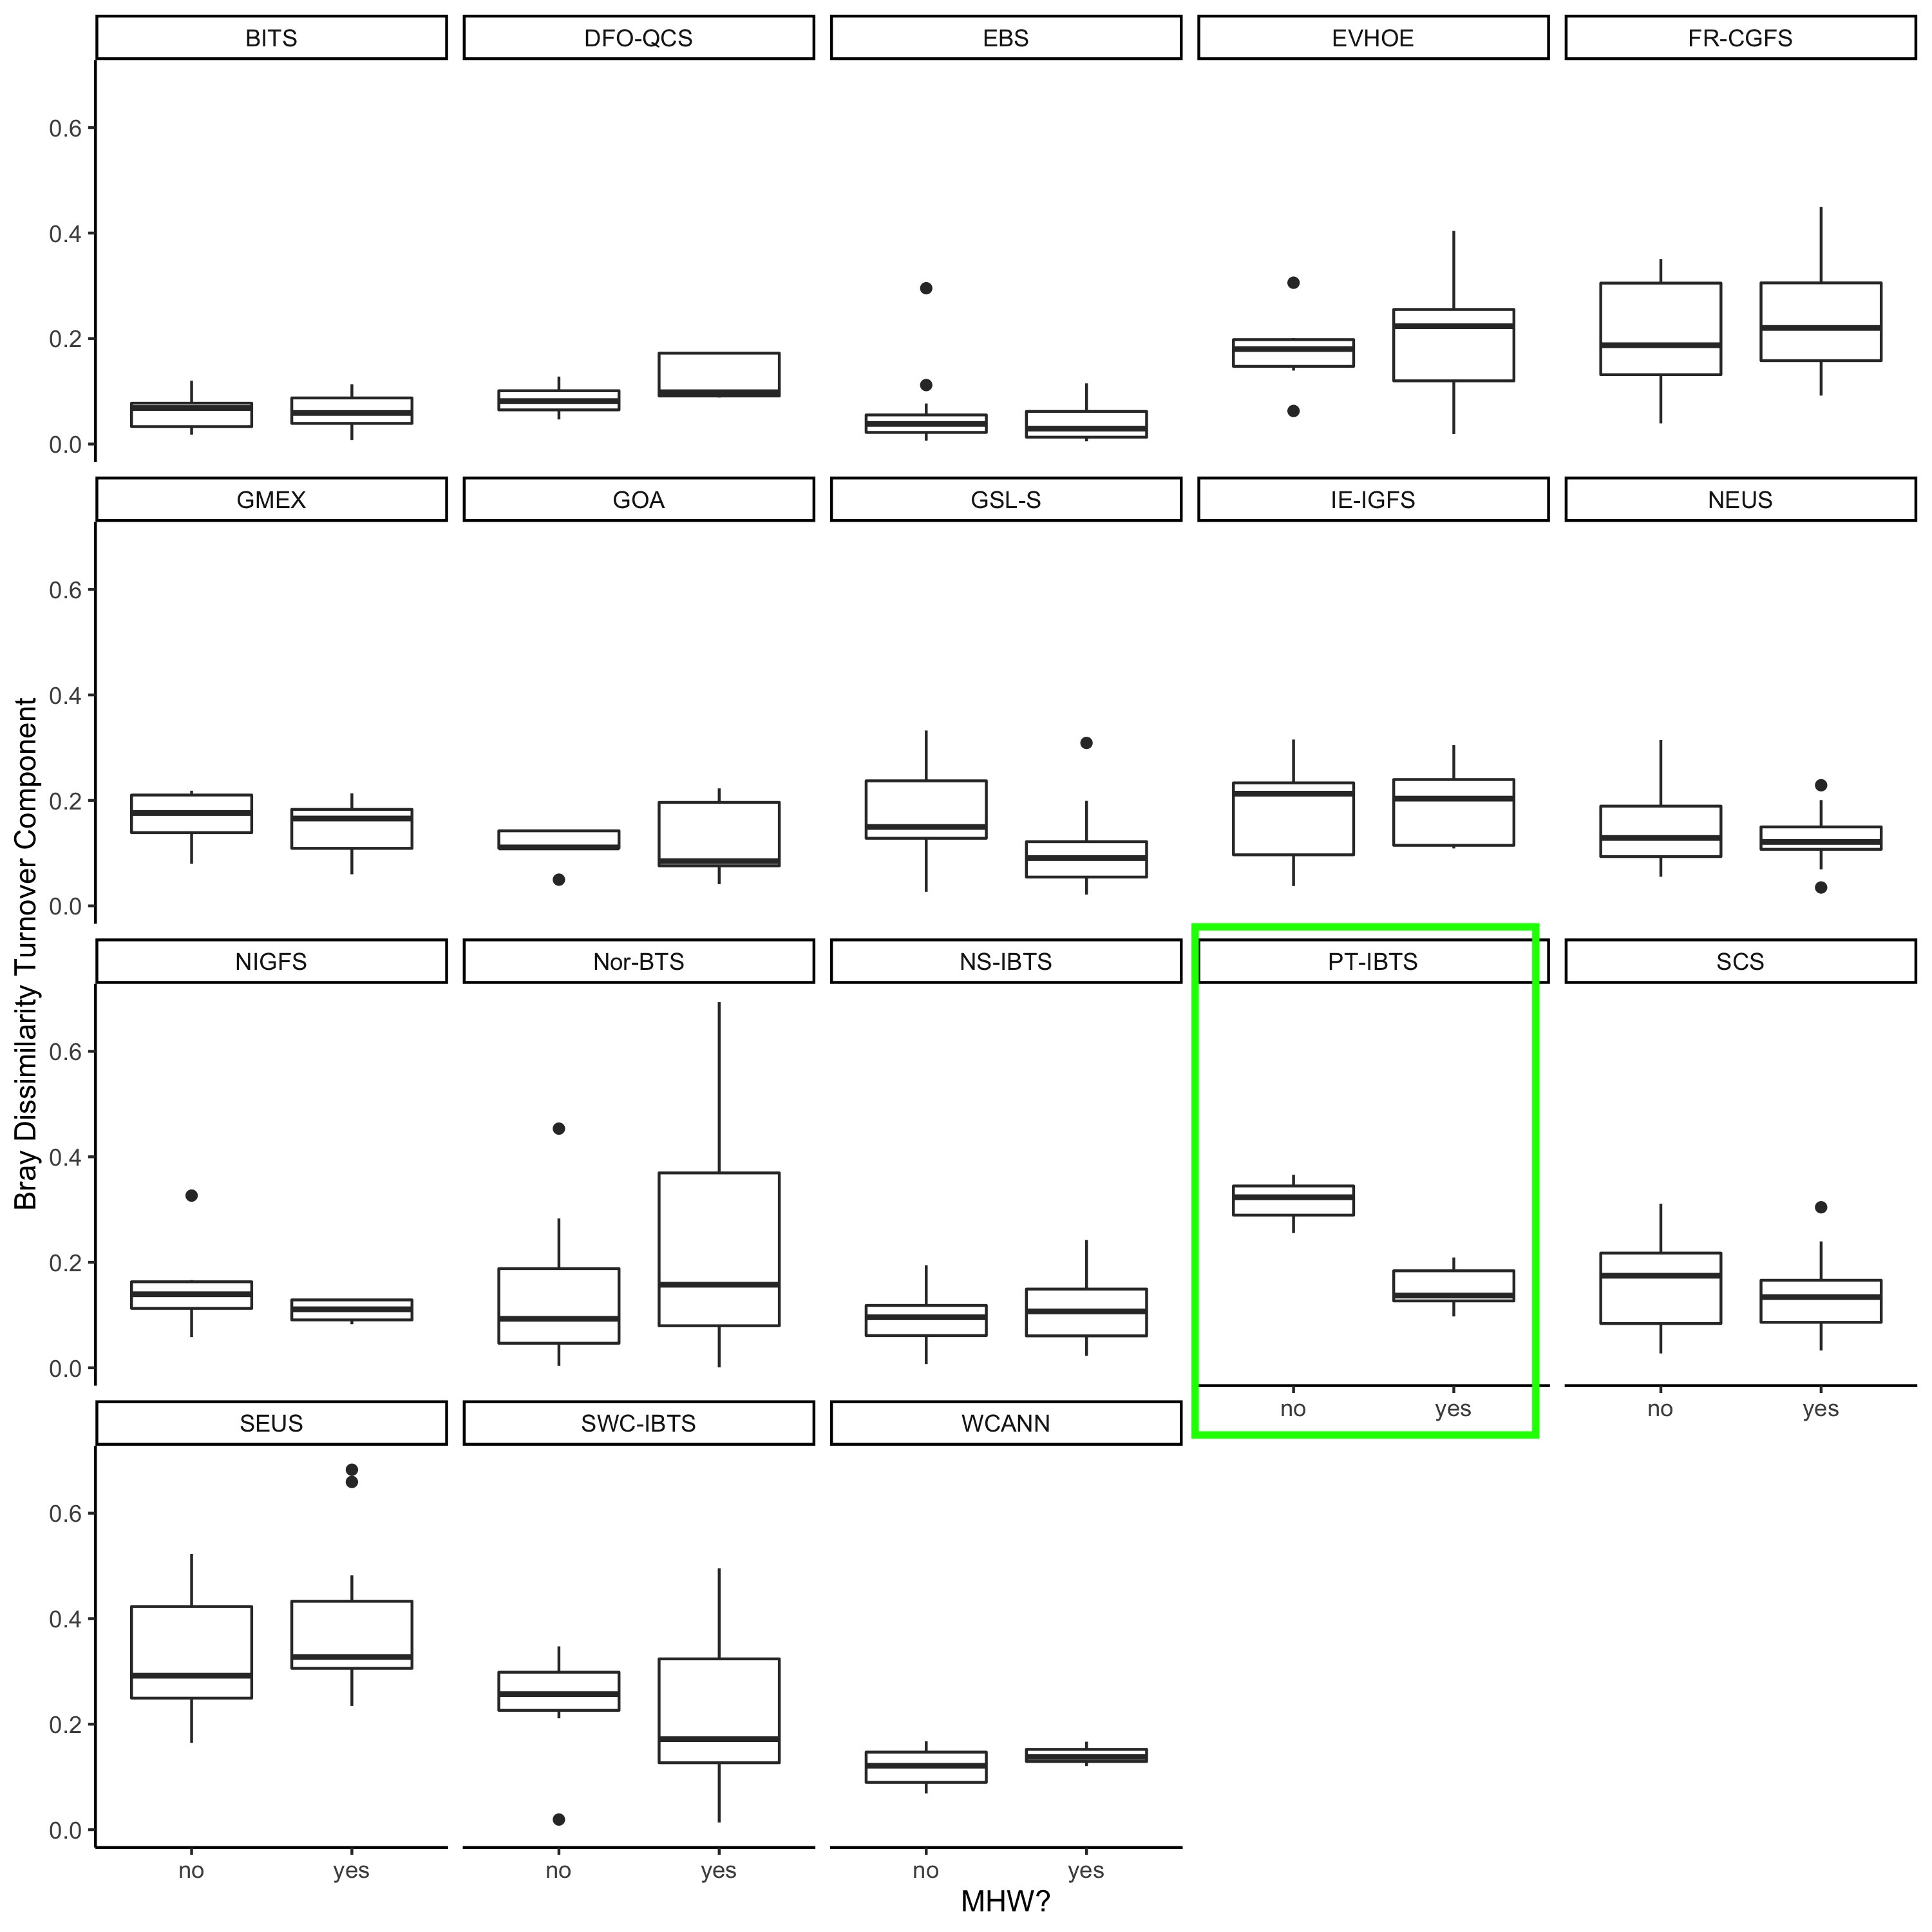 BITS DFO-QCS EBS EVHOE FR-CGFS
0.6
0.4
0.2
0.0
GMEX GOA GSL-S IE-IGFS NEUS
0.6
0.4
0.2
0.0
Bray Dissimilarity Turnover Component
NIGFS Nor-BTS NS-IBTS PT-IBTS SCS
0.6
0.4
0.2
0.0
no yes no yes
SEUS SWC-IBTS WCANN
0.6
0.4
0.2
0.0
no yes no yes no yes
MHW?